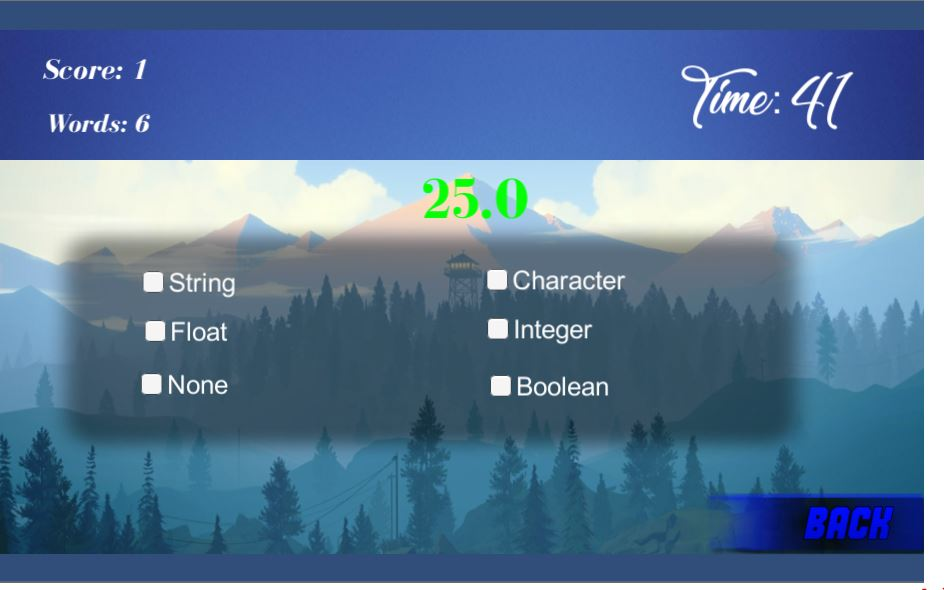 Score: 1
Time: 41
Words: 6
25.0
String
Character
Float
Integer
None
Boolean
BACK